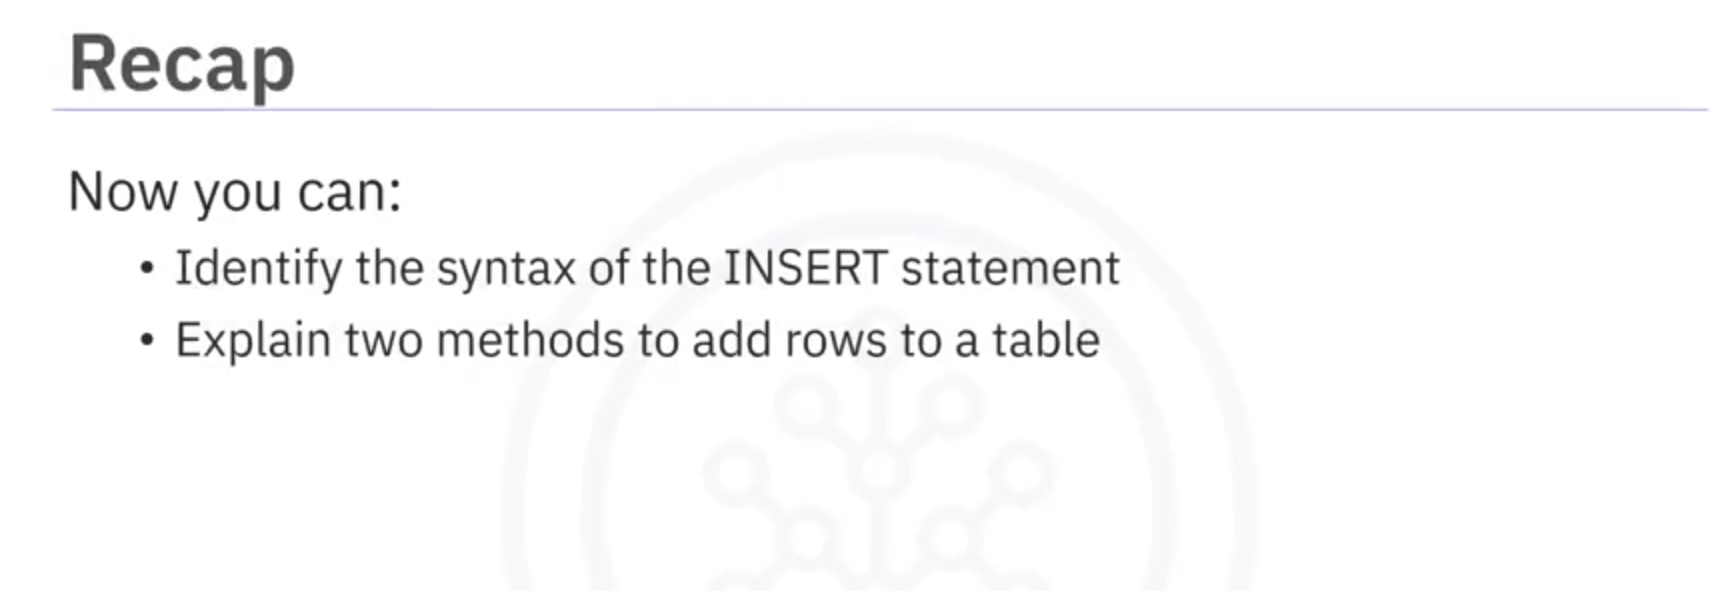 Recap
Now you can:
• Identify the syntax of the INSERT statement
• Explain two methods to add rows to a table